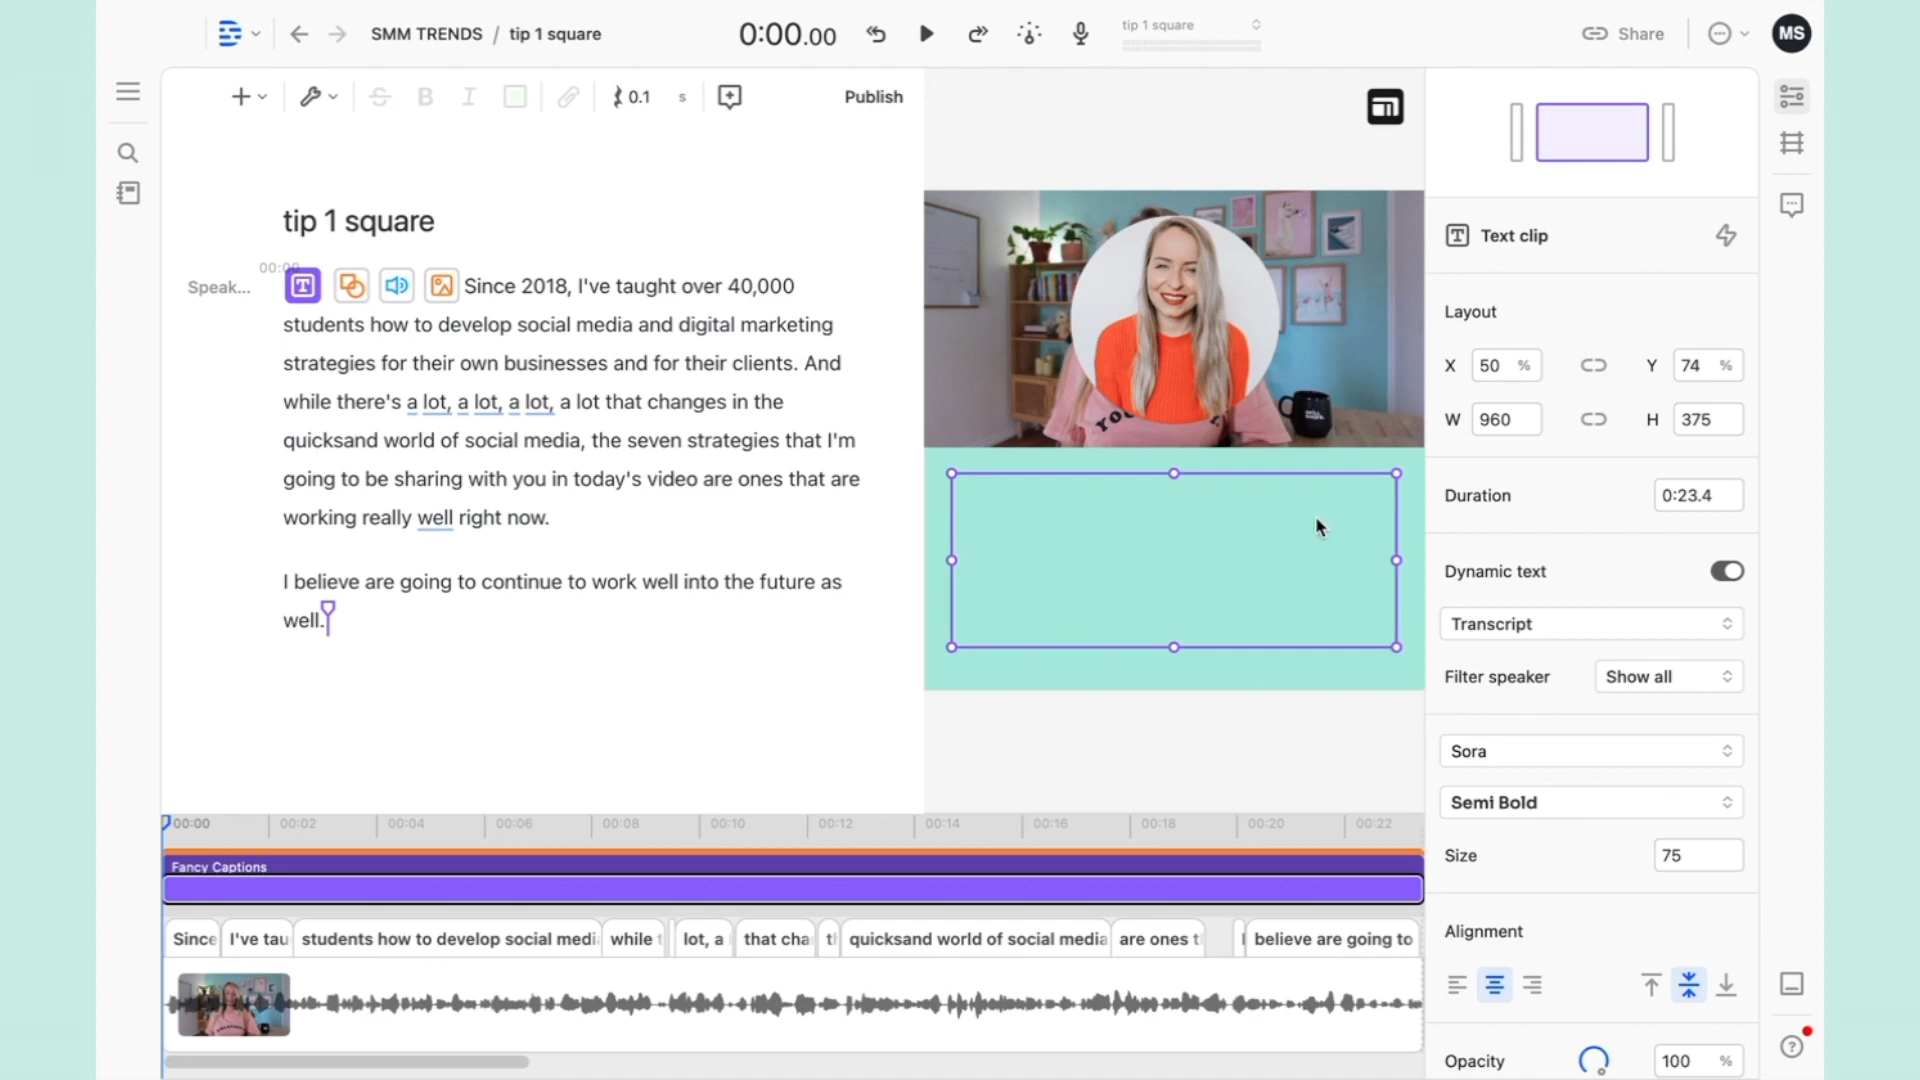 SMM TRENDS / tip 1 square
0:00.00
tip 1 square
Share
MS
0.1 s
Publish
tip 1 square
00:00
Speak...
Since 2018, I've taught over 40,000
students how to develop social media and digital marketing
strategies for their own businesses and for their clients. And
while there's a lot, a lot, a lot, a lot that changes in the
quicksand world of social media, the seven strategies that I'm
going to be sharing with you in today's video are ones that are
working really well right now.
I believe are going to continue to work well into the future as
well.
YO
Text clip
Layout
X 50 % Y 74 %
W 960 H 375
Duration 0:23.4
Dynamic text
Transcript
Filter speaker Show all
Sora
Semi Bold
Size 75
Alignment
Opacity 100 %
00:00 00:02 00:04 00:06 00:08 00:10 00:12 00:14 00:16 00:18 00:20 00:22
Fancy Captions
Since I've tau students how to develop social medi while t lot, a that cha tl quicksand world of social media are ones t believe are going to